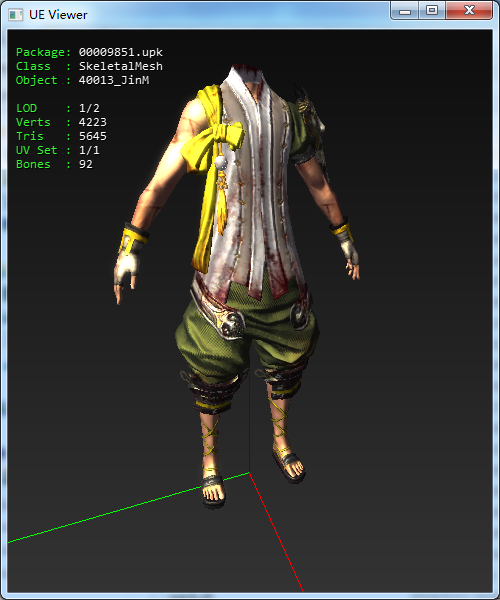 UE Viewer
Package: 00009851.upk
Class : SkeletalMesh
Object : 40013_JinM
LOD : 1/2
Verts : 4223
Tris : 5645
UV Set : 1/1
Bones : 92